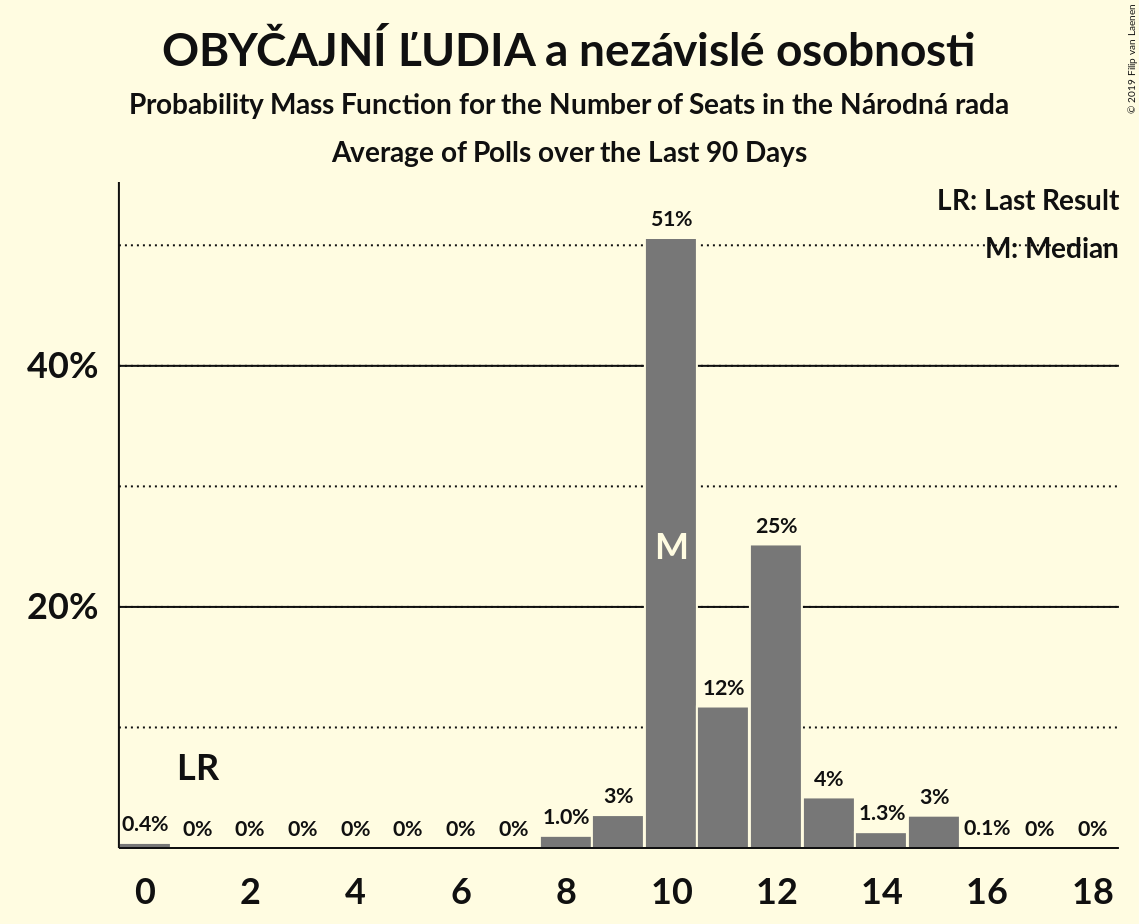 OBYČAJNÍ ĽUDIA a nezávislé osobnosti
Probability Mass Function for the Number of Seats in the Národná rada
Average of Polls over the Last 90 Days
© 2019 Filip van Laenen
LR: Last Result
M: Median
51%
40%
M
25%
20%
12%
LR
0.4% 0% 0% 0% 0% 0% 0% 0% 1.0% 3% 4% 1.3% 3% 0.1% 0% 0%
0 2 4 6 8 10 12 14 16 18